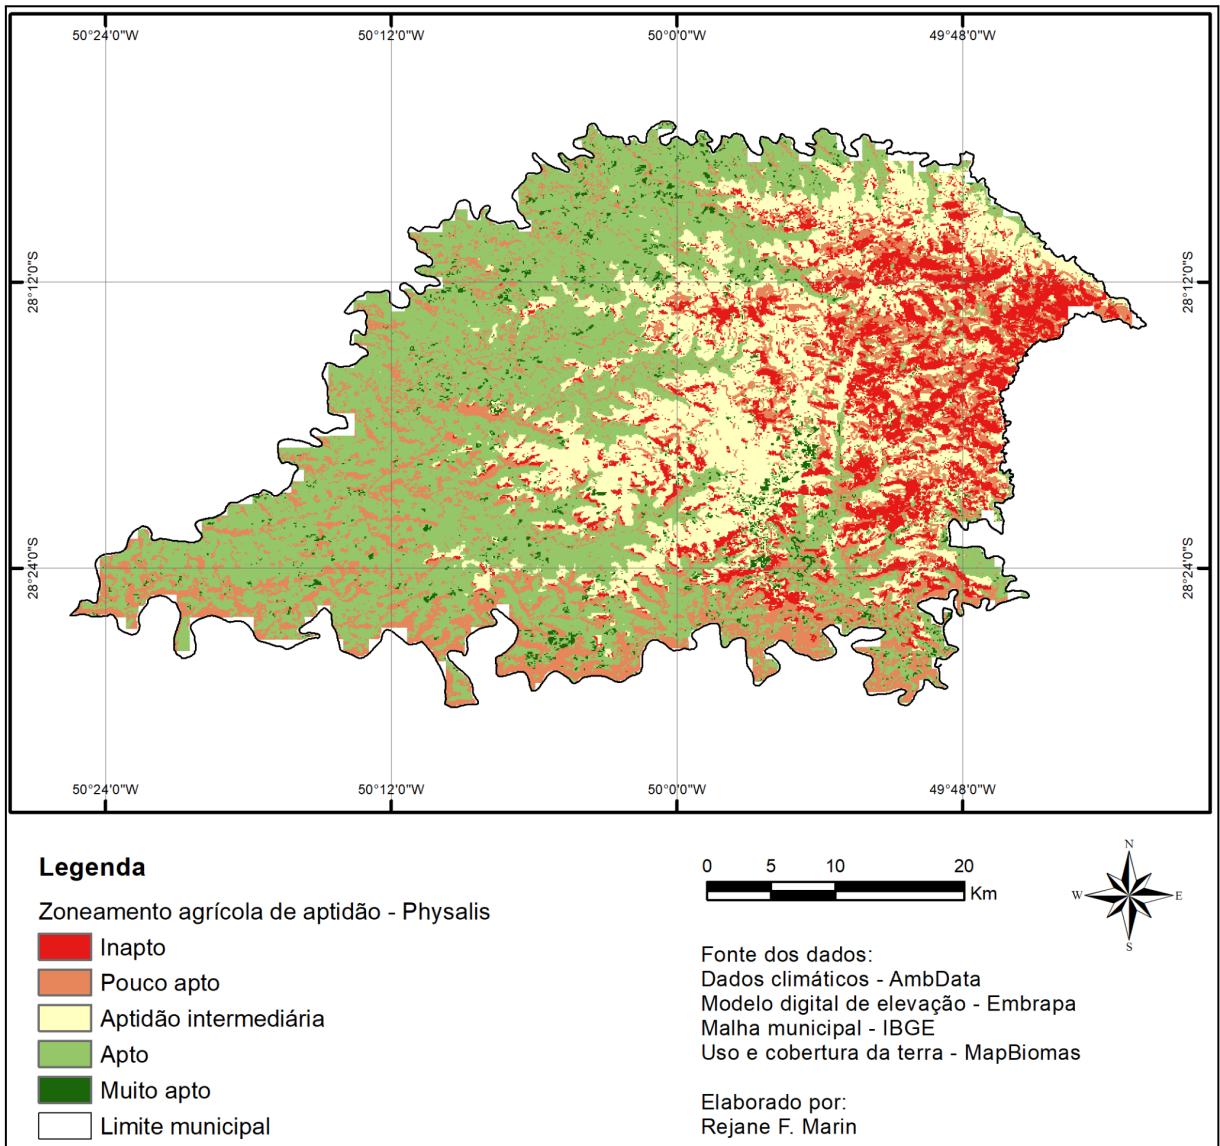 50°24'0"W 50°12'0"W 50°0'0"W 49°48'0"W
28°12'0"S 28°12'0"S
28°24'0"S 28°24'0"S
50°24'0"W 50°12'0"W 50°0'0"W 49°48'0"W
Legenda
Zoneamento agrícola de aptidão - Physalis
Inapto
Pouco apto
Aptidão intermediária
Apto
Muito apto
Limite municipal
0 5 10 20
Km
N
W E
S
Fonte dos dados:
Dados climáticos - AmbData
Modelo digital de elevação - Embrapa
Malha municipal - IBGE
Uso e cobertura da terra - MapBiomas
Elaborado por:
Rejane F. Marin